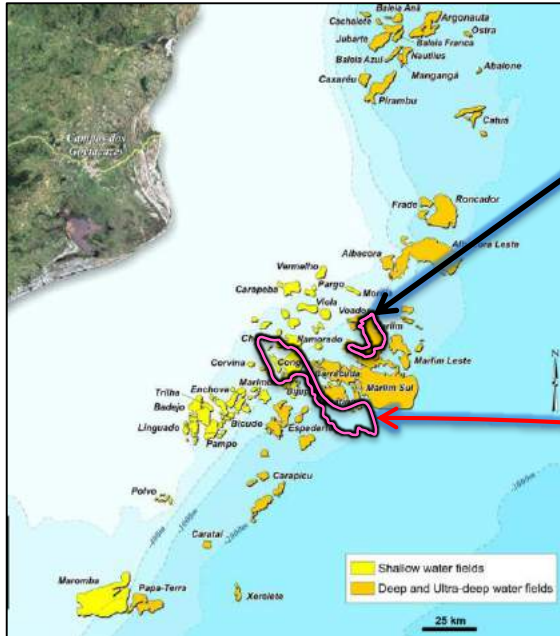 Baleia Anã
Cachalote
Argonauta
Ostra
Jubarte
Baleia Franca
Baleia Azul
Nautilus
Abalone
Caxaréu
Mangangá
Pirambu
Catuá
Campos dos
Goytacazes
Frade
Roncador
Albacora
Albacora Leste
Vermelho
Carapeba
Pargo
Viola
Voador
Namorado
Corvina
Marlim Leste
Trilha
Enchova
Badejo
Marlim Sul
Linguado
Bicudo
Pampo
Carapicu
Polvo
Carataí
Maromba
Papa-Terra
Xerelete
N
Shallow water fields
Deep and Ultra-deep water fields
25 km